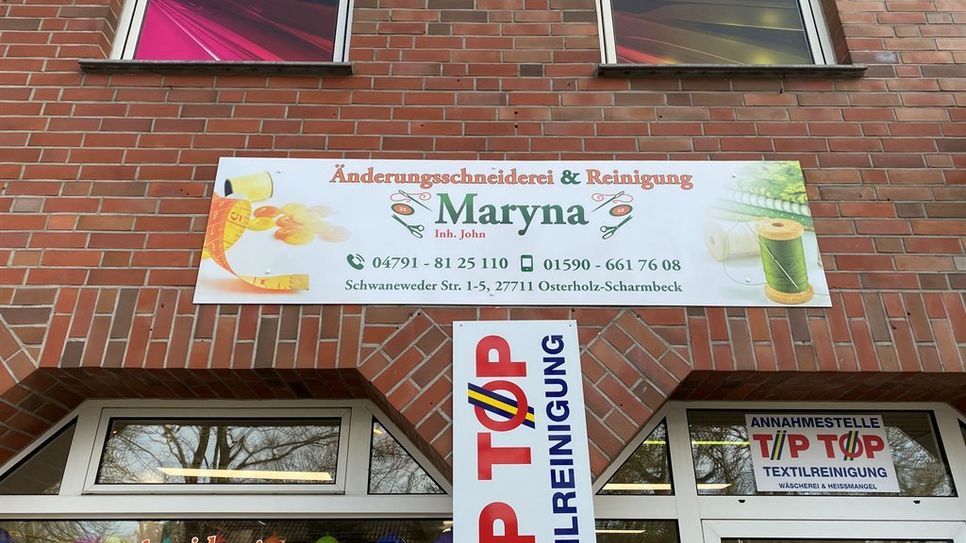 Änderungsschneiderei & Reinigung
Maryna
Inh. John
04791 - 81 25 110 01590 - 661 76 08
Schwaneweder Str. 1-5, 27711 Osterholz-Scharmbeck
TOP
ILREINIGUNG
ANNAHMESTELLE
TIP TOP
TEXTILREINIGUNG
WÄSCHEREI & HEISSMANGEL